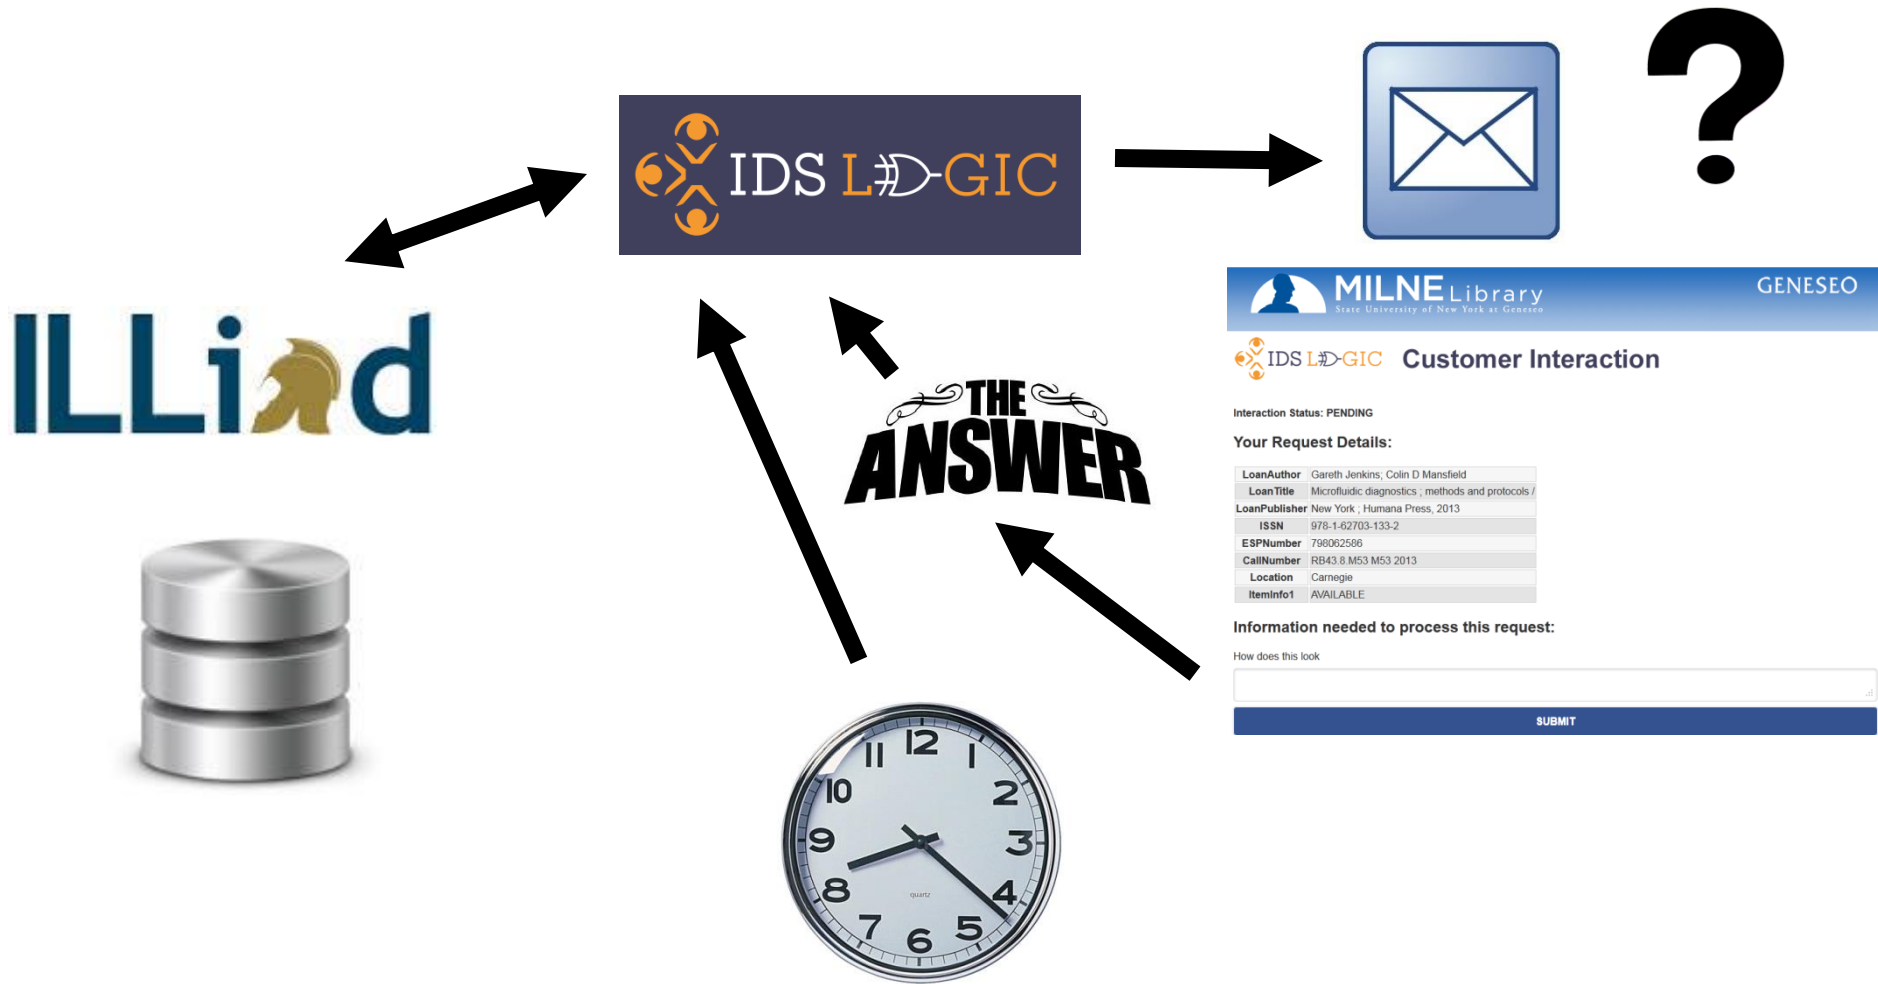 IDS LOGIC
ILLiad
THE
ANSWER
MILNE Library
State University of New York at Geneseo
GENESEO
IDS LOGIC Customer Interaction
Interaction Status: PENDING
Your Request Details:
LoanAuthor Gareth Jenkins; Colin D Mansfield
LoanTitle Microfluidic diagnostics ; methods and protocols /
LoanPublisher New York ; Humana Press, 2013
ISSN 978-1-62703-133-2
ESPNumber 798062586
CallNumber RB43.8.M53 M53 2013
Location Carnegie
ItemInfo1 AVAILABLE
Information needed to process this request:
How does this look
SUBMIT
?
12
11 1
10 2
9 3
8 4
7 5
6
quartz